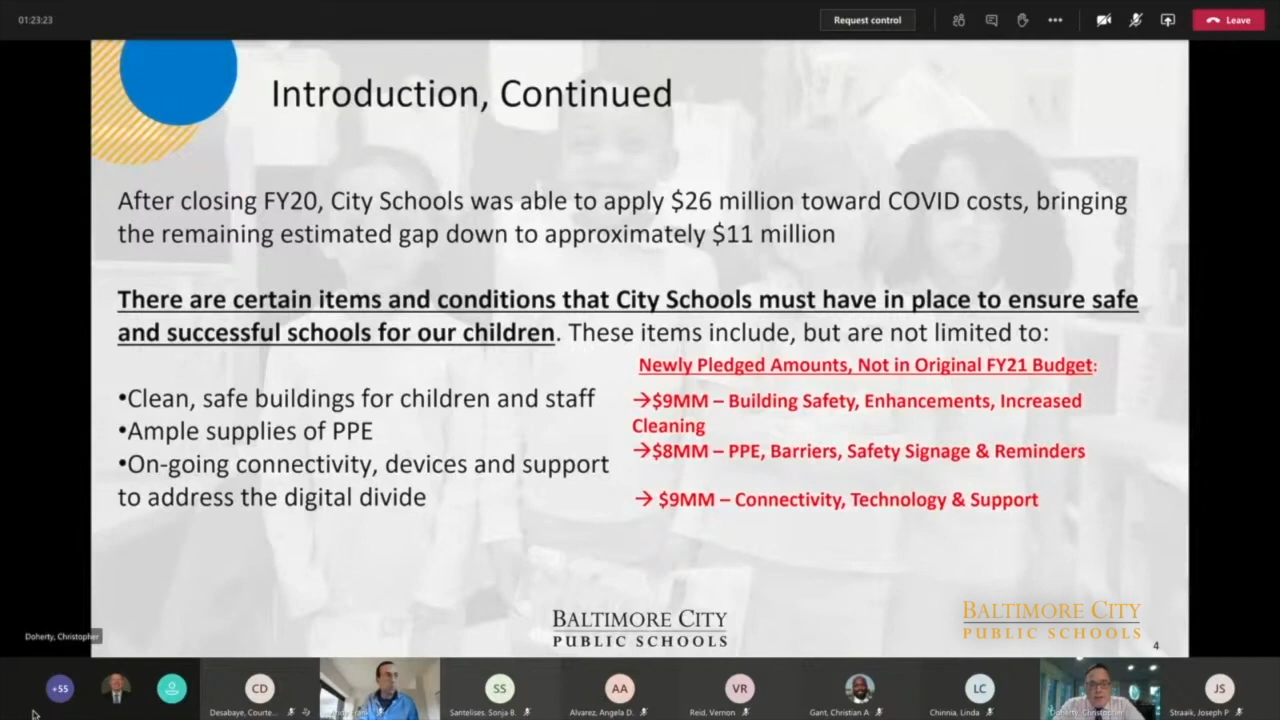 01:23:23
Request control
Leave
Introduction, Continued
After closing FY20, City Schools was able to apply $26 million toward COVID costs, bringing
the remaining estimated gap down to approximately $11 million
There are certain items and conditions that City Schools must have in place to ensure safe
and successful schools for our children. These items include, but are not limited to:
Newly Pledged Amounts, Not in Original FY21 Budget:
•Clean, safe buildings for children and staff
•Ample supplies of PPE
•On-going connectivity, devices and support
to address the digital divide
→$9MM – Building Safety, Enhancements, Increased
Cleaning
→$8MM – PPE, Barriers, Safety Signage & Reminders
→ $9MM – Connectivity, Technology & Support
BALTIMORE CITY
PUBLIC SCHOOLS
BALTIMORE CITY
PUBLIC SCHOOLS
4
Doherty, Christopher
+55
CD
SS
AA
VR
LC
JS
Desabaye, Courte...
Santelises, Sonja B.
Alvarez, Angela D.
Reid, Vernon
Gant, Christian A
Chinnia, Linda
Doherty, Christopher
Straaik, Joseph P